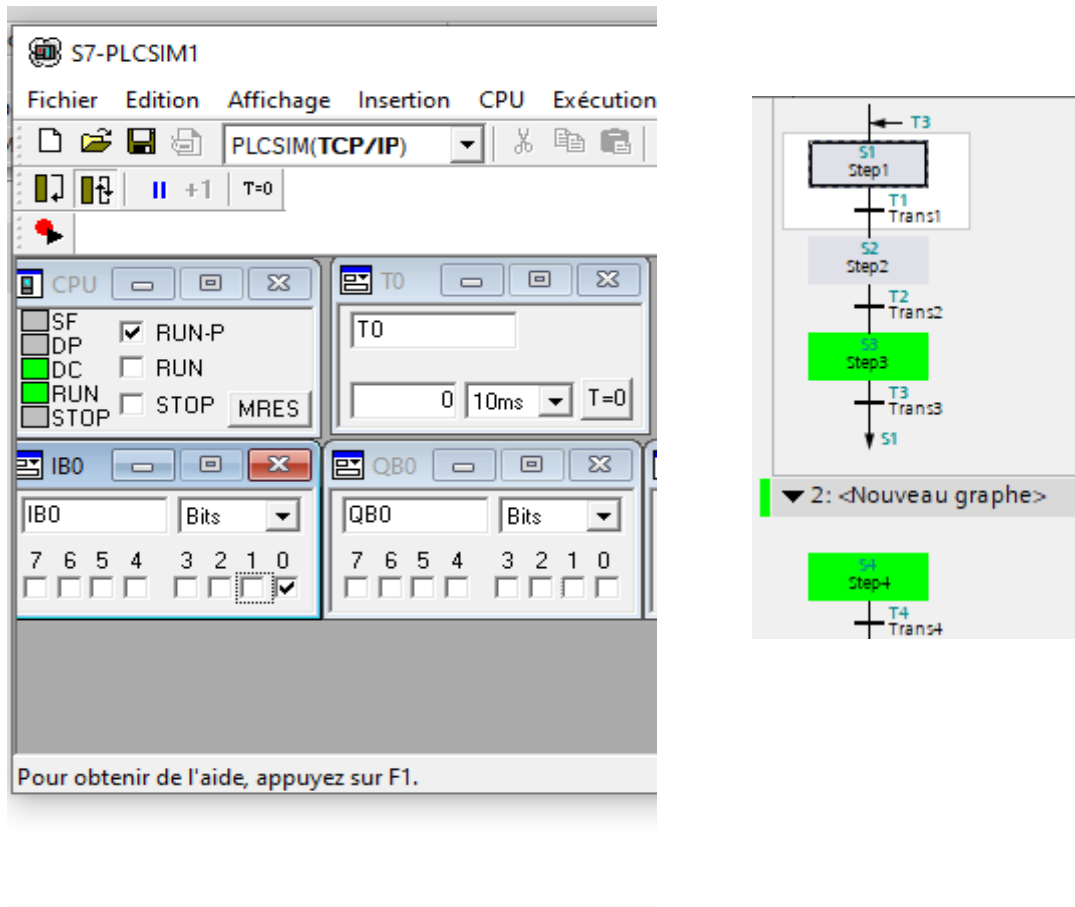 S7-PLCSIM1
Fichier Edition Affichage Insertion CPU Exécution
PLCSIM(TCP/IP)
+1 T=0
CPU
SF
DP
DC
RUN
STOP
RUN-P
RUN
STOP MRES
T0
T0
0 10ms T=0
IB0
IB0 Bits
7 6 5 4 3 2 1 0
QB0
QB0 Bits
7 6 5 4 3 2 1 0
Pour obtenir de l'aide, appuyez sur F1.
T3
S1
Step1
T1
Trans1
S2
Step2
T2
Trans2
S3
Step3
T3
Trans3
S1
2: <Nouveau graphe>
S4
Step4
T4
Trans4